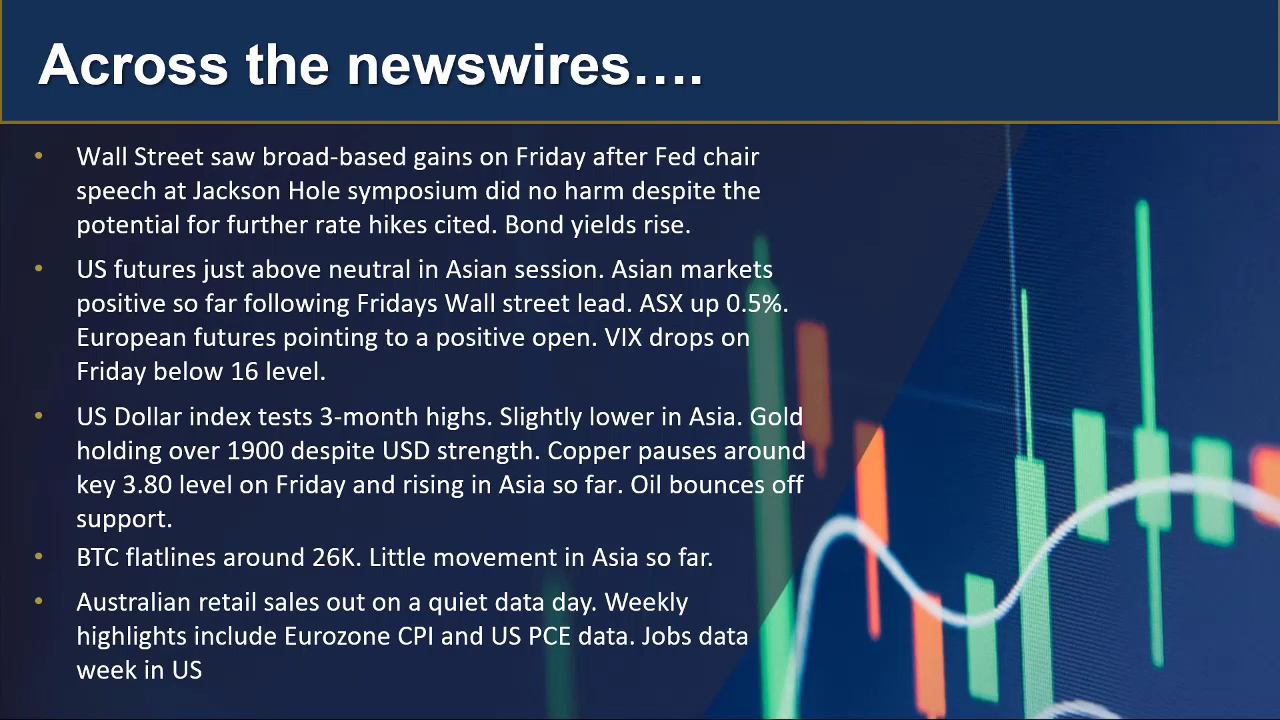 Across the newswires….
• Wall Street saw broad-based gains on Friday after Fed chair
speech at Jackson Hole symposium did no harm despite the
potential for further rate hikes cited. Bond yields rise.
• US futures just above neutral in Asian session. Asian markets
positive so far following Fridays Wall street lead. ASX up 0.5%.
European futures pointing to a positive open. VIX drops on
Friday below 16 level.
• US Dollar index tests 3-month highs. Slightly lower in Asia. Gold
holding over 1900 despite USD strength. Copper pauses around
key 3.80 level on Friday and rising in Asia so far. Oil bounces off
support.
• BTC flatlines around 26K. Little movement in Asia so far.
• Australian retail sales out on a quiet data day. Weekly
highlights include Eurozone CPI and US PCE data. Jobs data
week in US